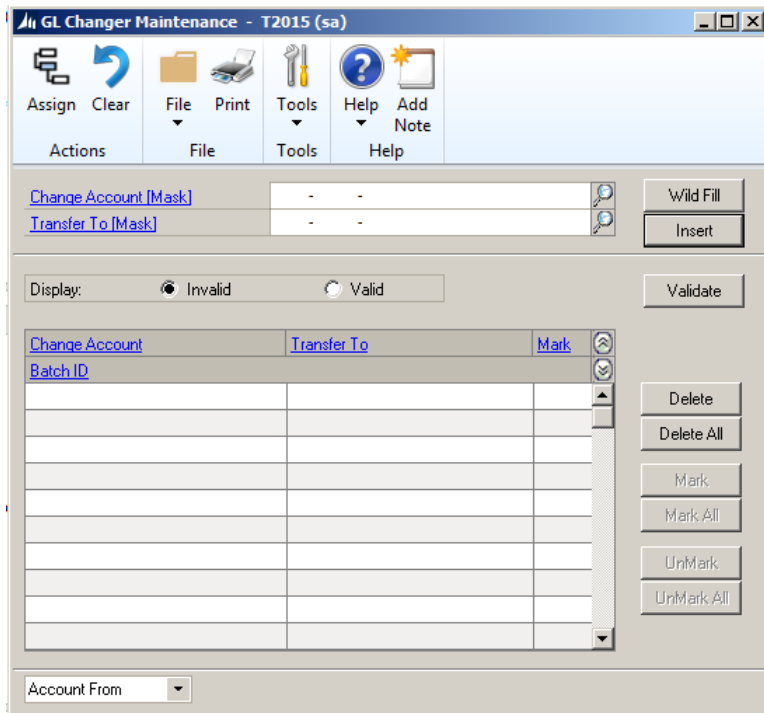 GL Changer Maintenance - T2015 (sa)
Assign Clear File Print Tools Help Add Note
Actions File Tools Help
Change Account [Mask] - - Wild Fill
Transfer To [Mask] - - Insert
Display: Invalid Valid Validate
Change Account Transfer To Mark
Batch ID
Delete
Delete All
Mark
Mark All
UnMark
UnMark All
Account From